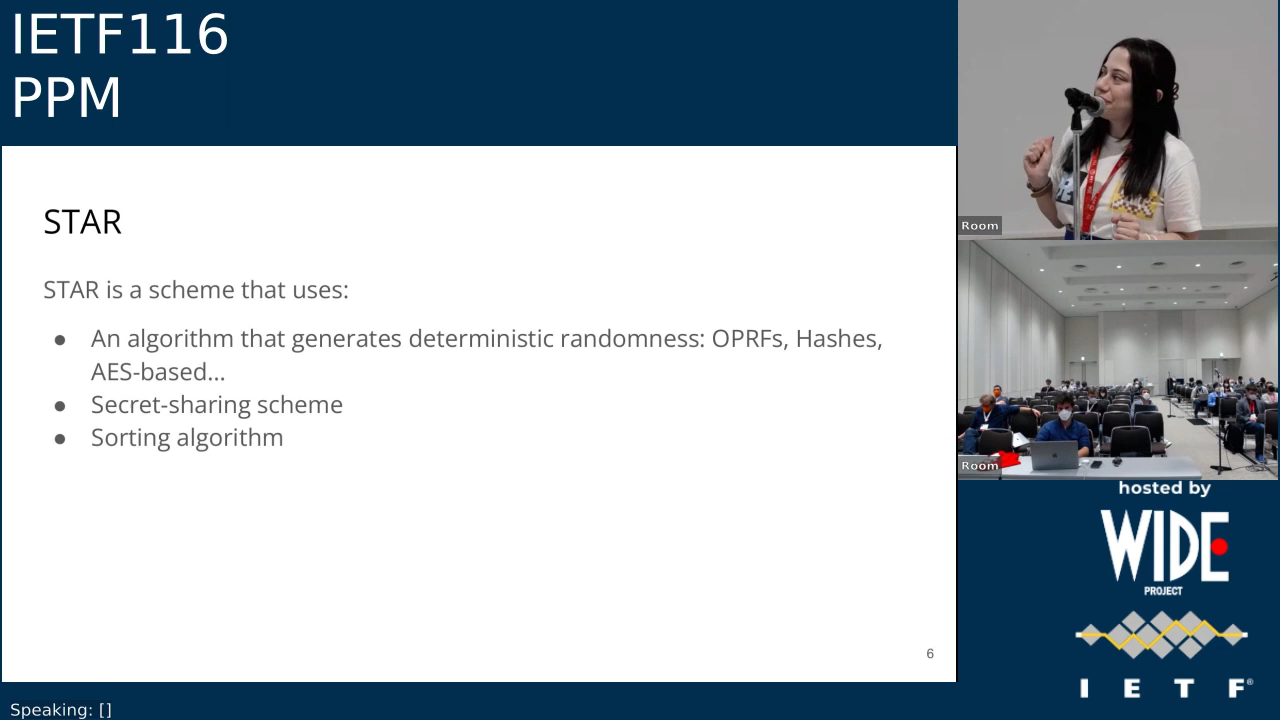 IETF116
PPM
STAR
STAR is a scheme that uses:
● An algorithm that generates deterministic randomness: OPRFs, Hashes,
AES-based...
● Secret-sharing scheme
● Sorting algorithm
6
Speaking: []
Room
Room
hosted by
WIDE
PROJECT
I E T F®